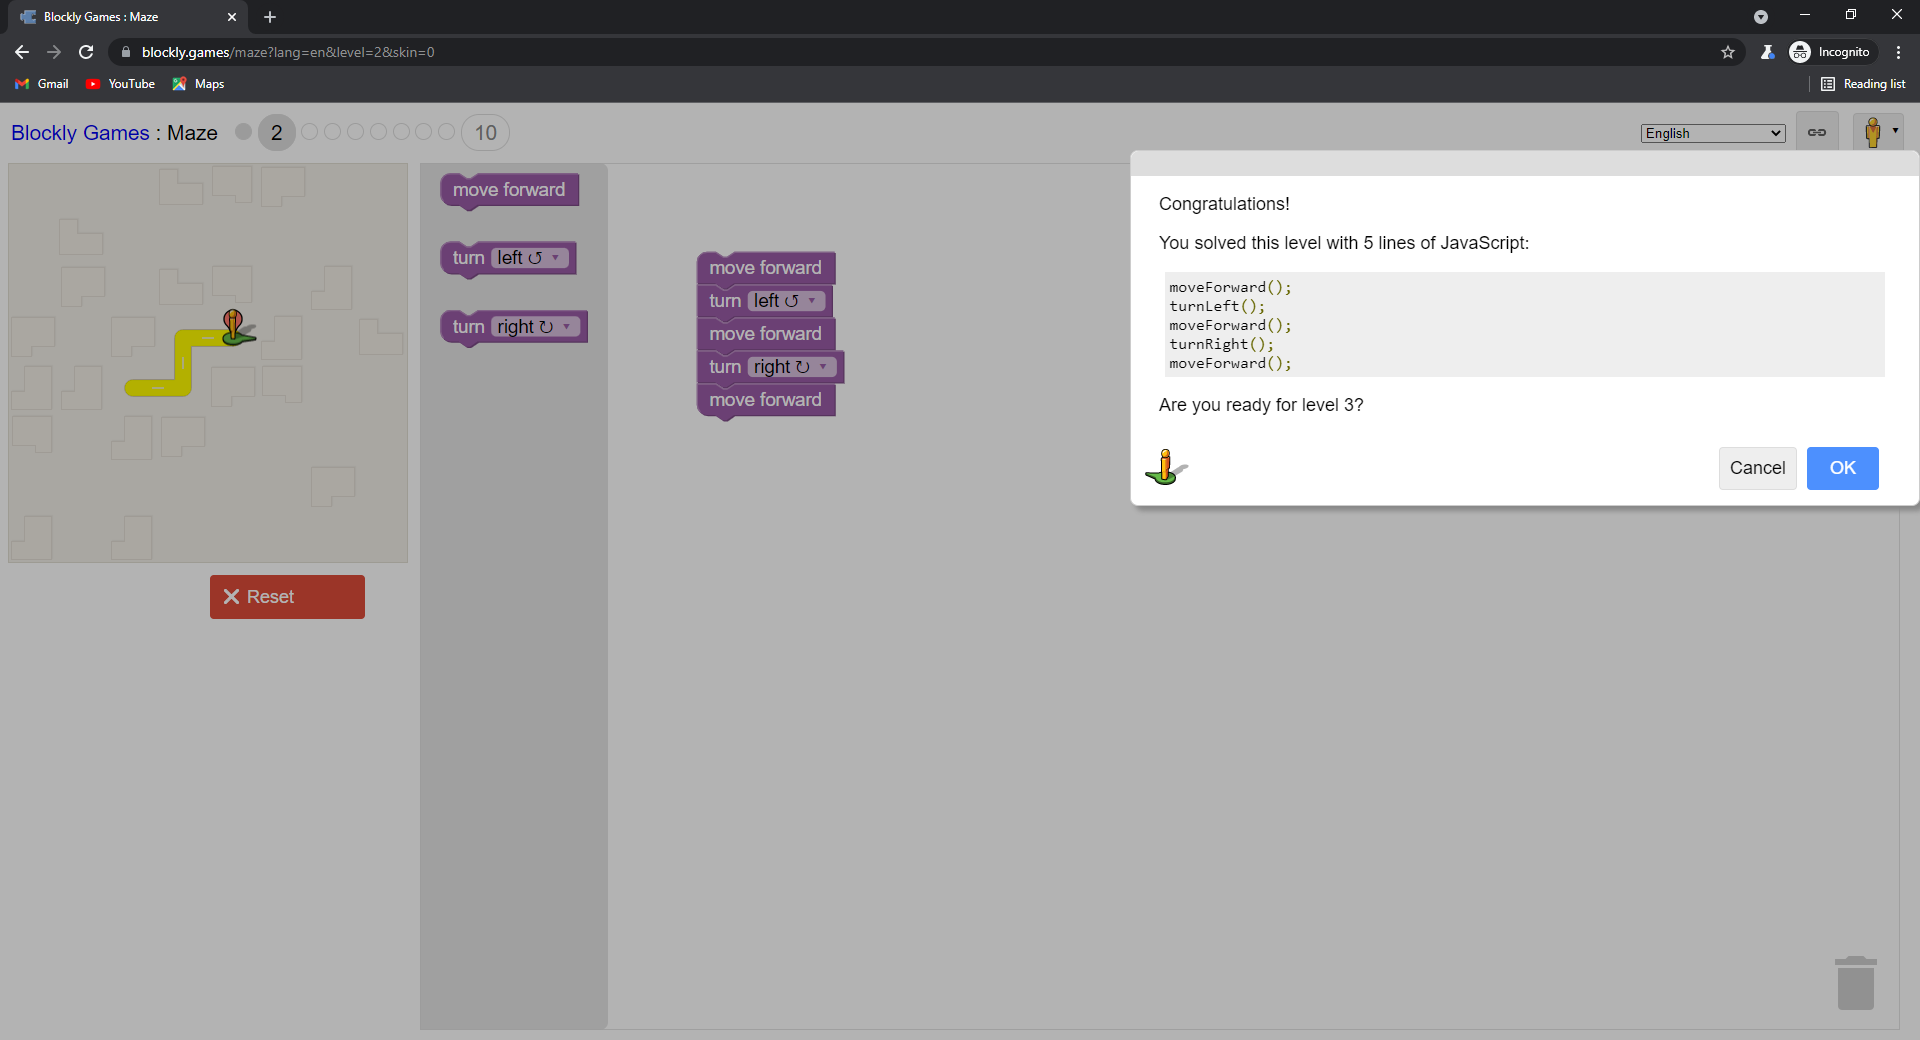 Blockly Games : Maze
blockly.games/maze?lang=en&level=2&skin=0
Incognito
Gmail
YouTube
Maps
Reading list
Blockly Games : Maze
2
10
English
move forward
turn left ↺
turn right ↻
move forward
turn left ↺
move forward
turn right ↻
move forward
Reset
Congratulations!
You solved this level with 5 lines of JavaScript:
moveForward();
turnLeft();
moveForward();
turnRight();
moveForward();
Are you ready for level 3?
Cancel
OK